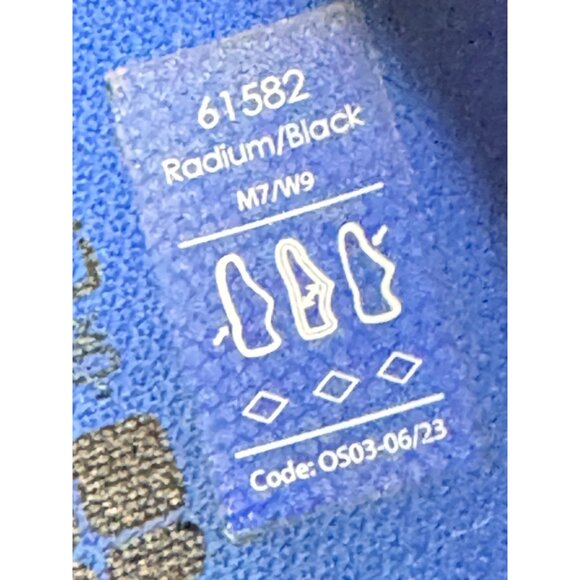 61582
Radium/Black
M7/W9
Code: OS03-06/23